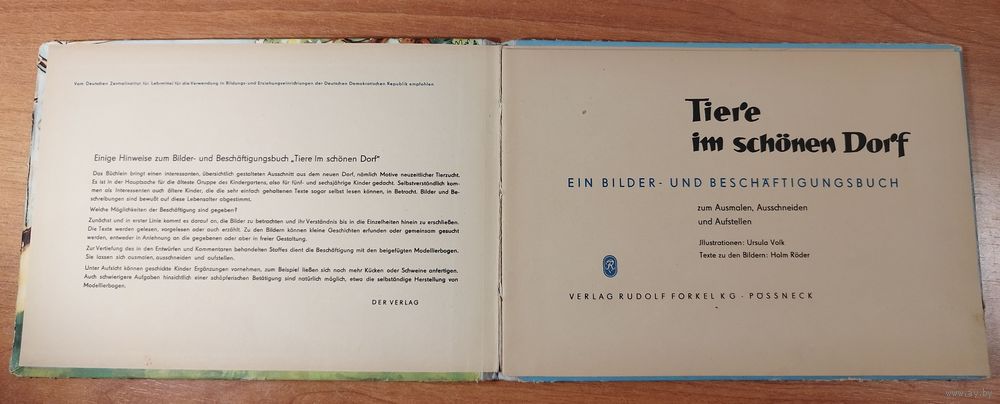 Vom Deutschen Zentralinstitut für Lehrmittel für die Verwendung in Bildungs- und Erziehungseinrichtungen der Deutschen Demokratischen Republik empfohlen.
Einige Hinweise zum Bilder- und Beschäftigungsbuch „Tiere im schönen Dorf“
Das Büchlein bringt einen interessanten, übersichtlich gestalteten Ausschnitt aus dem neuen Dorf, nämlich Motive neuzeitlicher Tierzucht.
Es ist in der Hauptsache für die älteste Gruppe des Kindergartens, also für fünf- und sechsjährige Kinder gedacht. Selbstverständlich kom-
men als Interessenten auch ältere Kinder, die die sehr einfach gehaltenen Texte sogar selbst lesen können, in Betracht. Bilder und Be-
schreibungen sind bewußt auf diese Lebensalter abgestimmt.
Welche Möglichkeiten der Beschäftigung sind gegeben?
Zunächst und in erster Linie kommt es darauf an, die Bilder zu betrachten und ihr Verständnis bis in die Einzelheiten hinein zu erschließen.
Die Texte werden gelesen, vorgelesen oder auch erzählt. Zu den Bildern können kleine Geschichten erfunden oder gemeinsam gesucht
werden, entweder in Anlehnung an die gegebenen oder aber in freier Gestaltung.
Zur Vertiefung des in den Entwürfen und Kommentaren behandelten Stoffes dient die Beschäftigung mit den beigefügten Modellierbogen.
Sie lassen sich ausmalen, ausschneiden und aufstellen.
Unter Aufsicht können geschickte Kinder Ergänzungen vornehmen, zum Beispiel ließen sich noch mehr Kücken oder Schweine anfertigen.
Auch schwierigere Aufgaben hinsichtlich einer schöpferischen Betätigung sind natürlich möglich, etwa die selbständige Herstellung von
Modellierbogen.
DER VERLAG
Tiere
im schönen Dorf
EIN BILDER- UND BESCHÄFTIGUNGSBUCH
zum Ausmalen, Ausschneiden
und Aufstellen
Illustrationen: Ursula Volk
Texte zu den Bildern: Holm Röder
VERLAG RUDOLF FORKEL KG · PÖSSNECK
www.ay.by